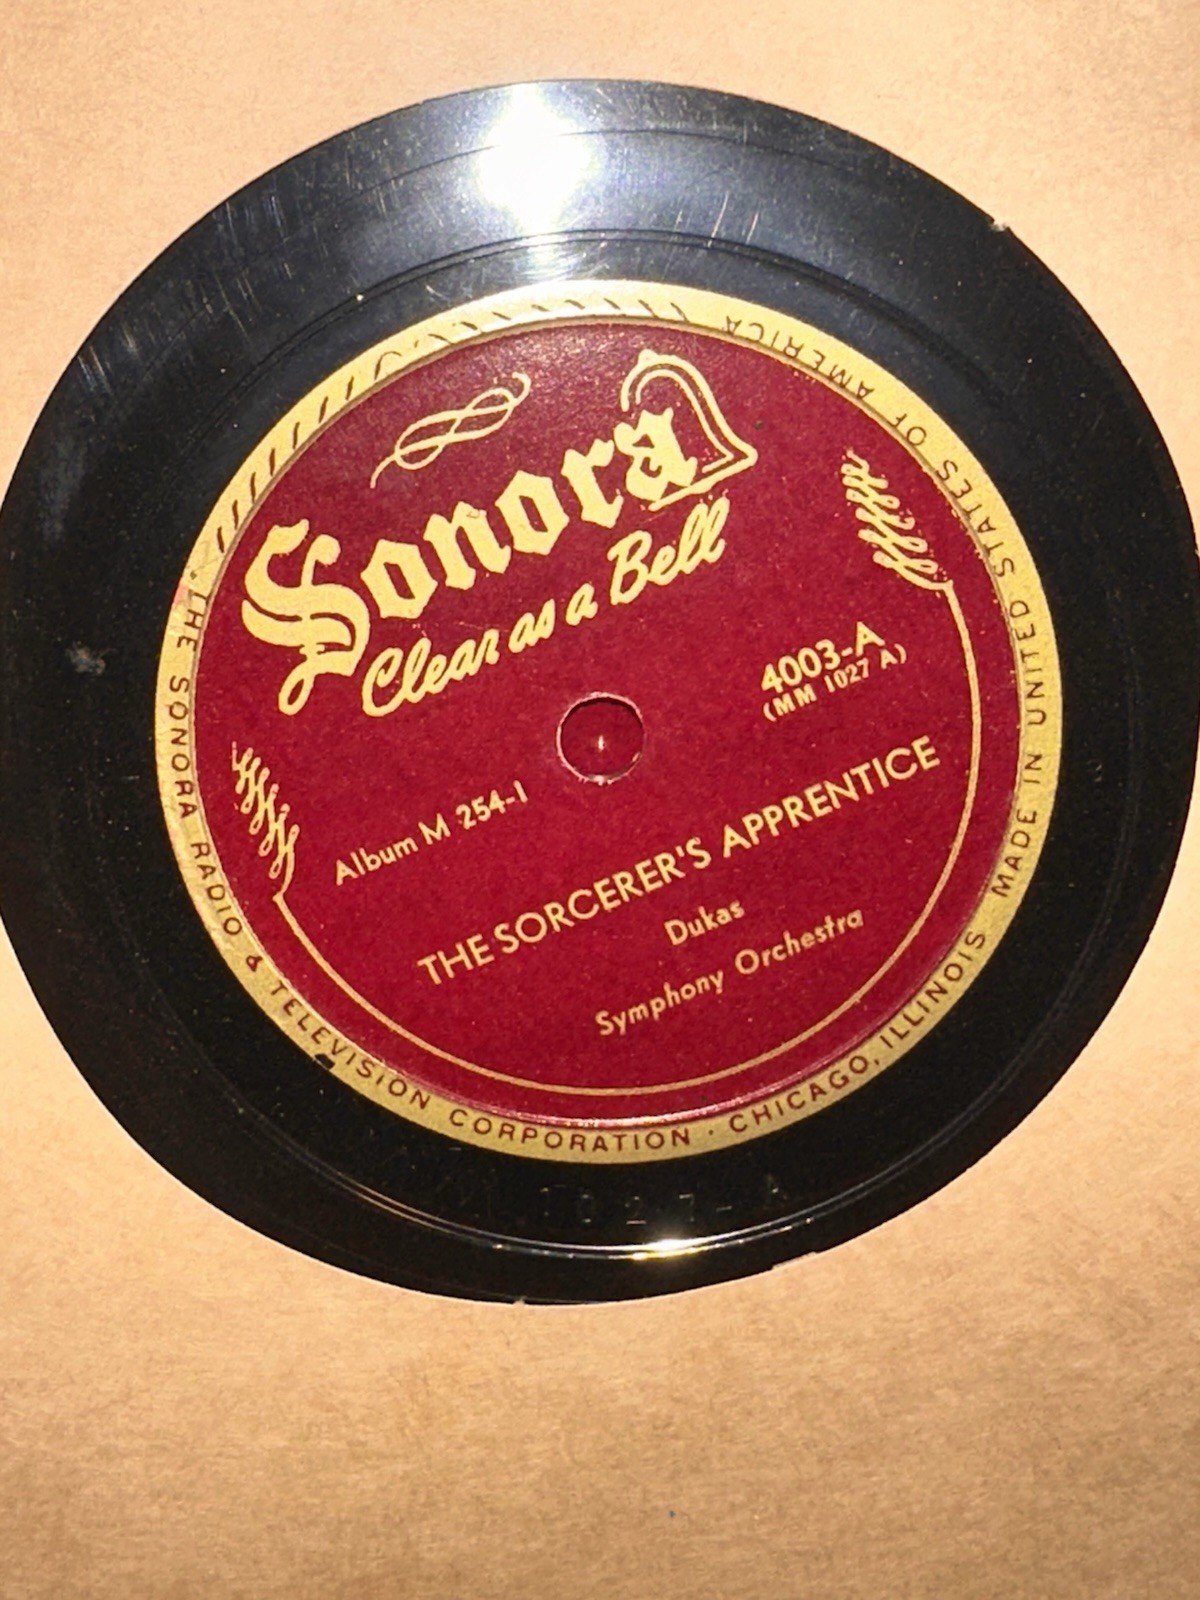 Sonora
Clear as a Bell
4003-A
(MM 1027 A)
Album M 254-1
THE SORCERER'S APPRENTICE
Dukas
Symphony Orchestra
THE SONORA RADIO & TELEVISION CORPORATION · CHICAGO, ILLINOIS
MADE IN UNITED STATES OF AMERICA
1027-A